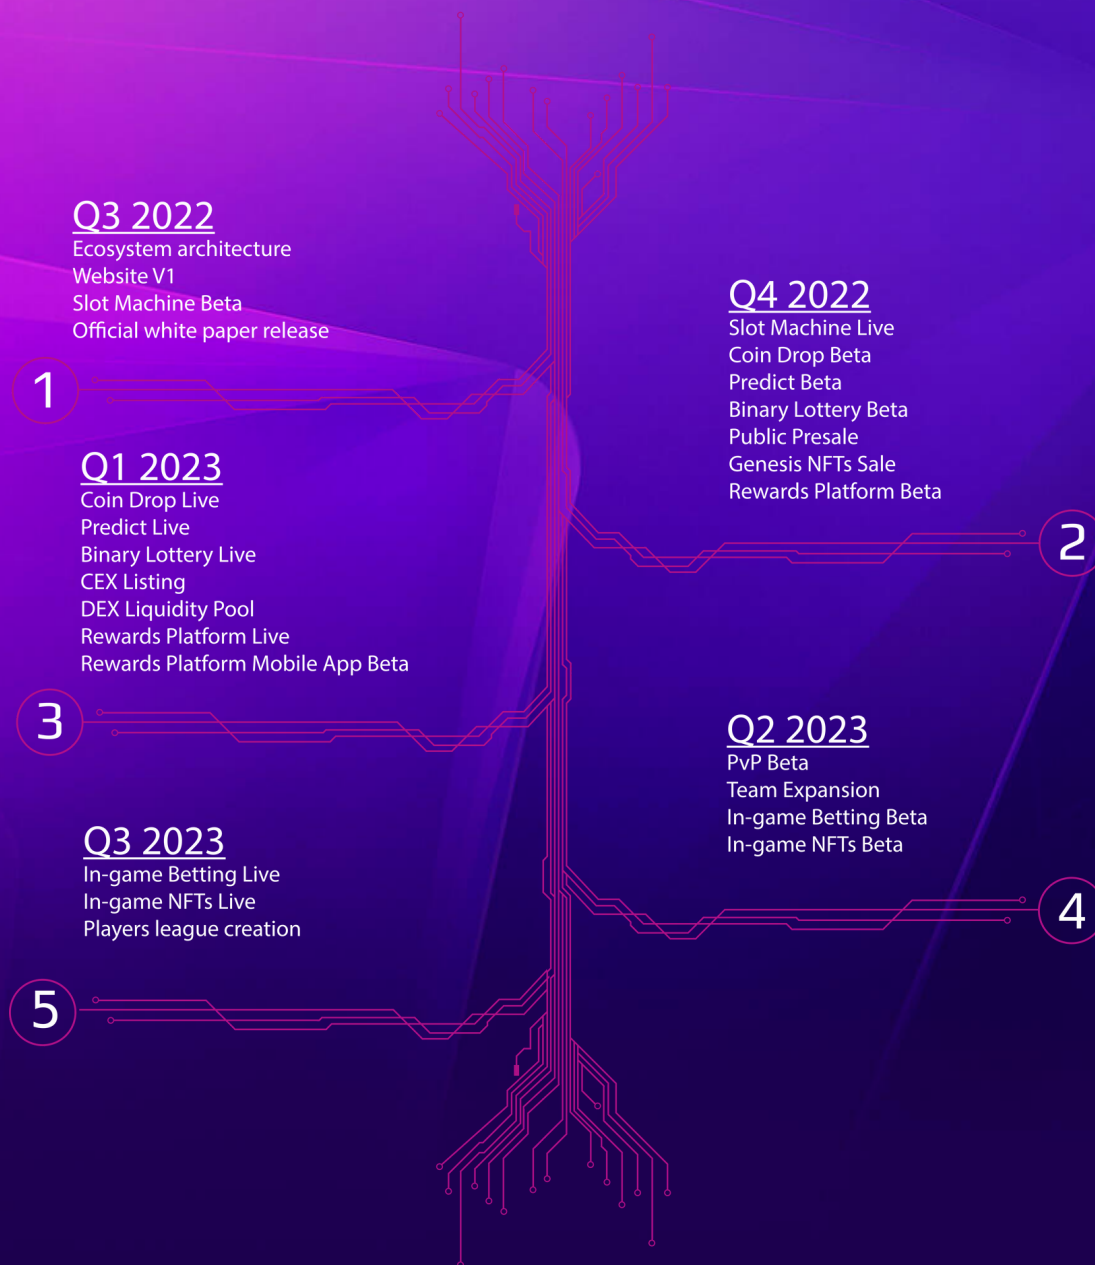 Q3 2022
Ecosystem architecture
Website V1
Slot Machine Beta
Official white paper release
1
Q4 2022
Slot Machine Live
Coin Drop Beta
Predict Beta
Binary Lottery Beta
Public Presale
Genesis NFTs Sale
Rewards Platform Beta
2
Q1 2023
Coin Drop Live
Predict Live
Binary Lottery Live
CEX Listing
DEX Liquidity Pool
Rewards Platform Live
Rewards Platform Mobile App Beta
3
Q2 2023
PvP Beta
Team Expansion
In-game Betting Beta
In-game NFTs Beta
4
Q3 2023
In-game Betting Live
In-game NFTs Live
Players league creation
5